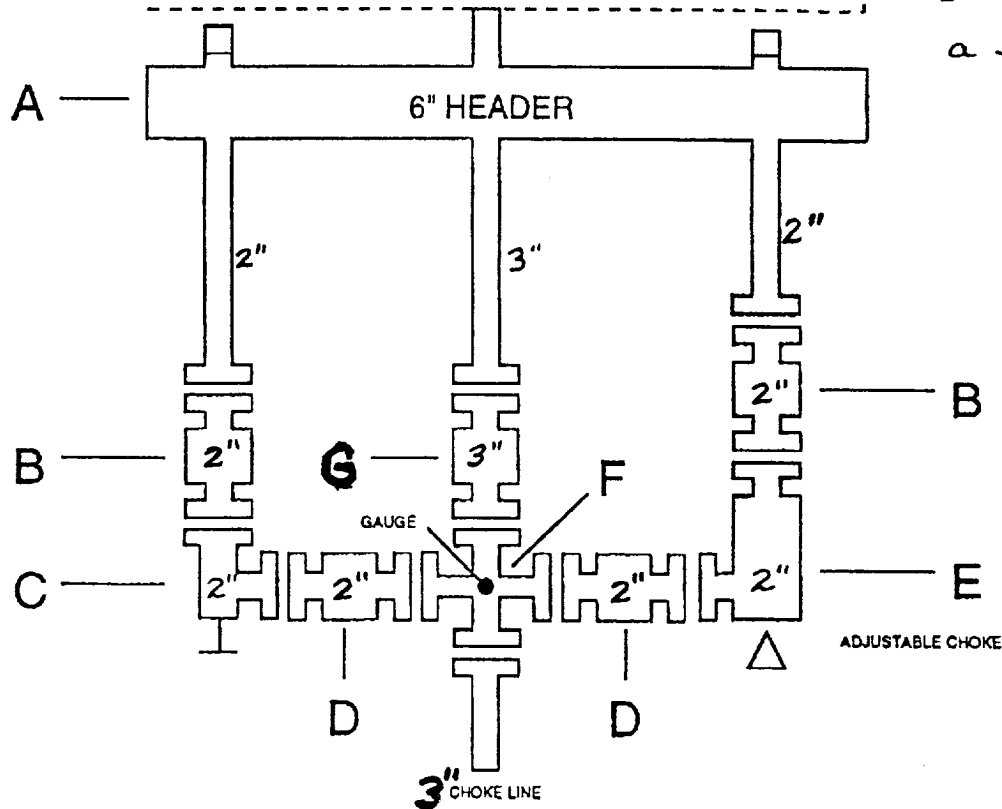 a
A
6" HEADER
2"
3"
2"
B
2"
G
3"
F
2"
B
GAUGE
C
2"
2"
2"
2"
E
ADJUSTABLE CHOKE
D
D
3" CHOKE LINE